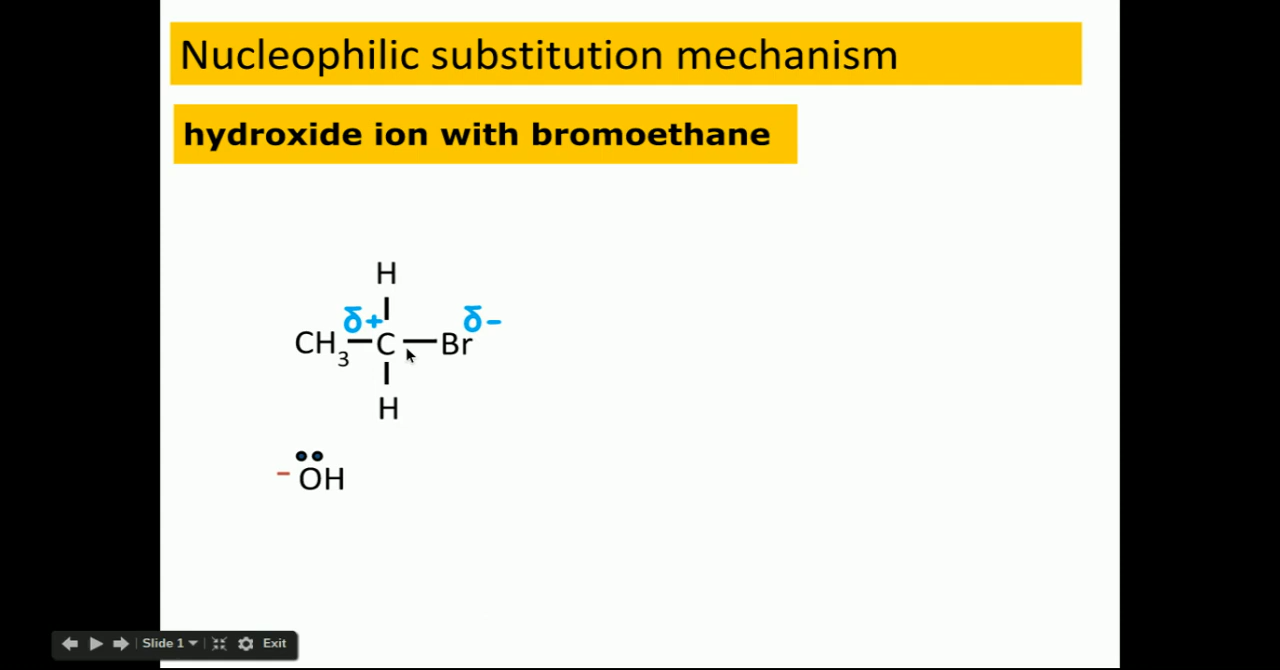 Nucleophilic substitution mechanism
hydroxide ion with bromoethane
H
δ+ δ−
CH3 C Br
H
− OH
Slide 1 Exit